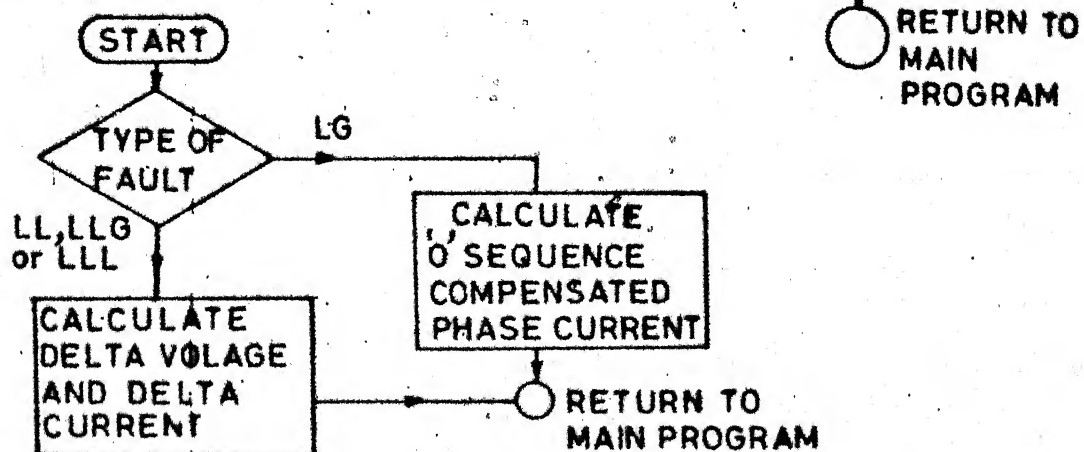 START
RETURN TO
MAIN
PROGRAM
TYPE OF
FAULT
LG
LL, LLG
or LLL
CALCULATE
'O' SEQUENCE
COMPENSATED
PHASE CURRENT
CALCULATE
DELTA VOLAGE
AND DELTA
CURRENT
RETURN TO
MAIN PROGRAM